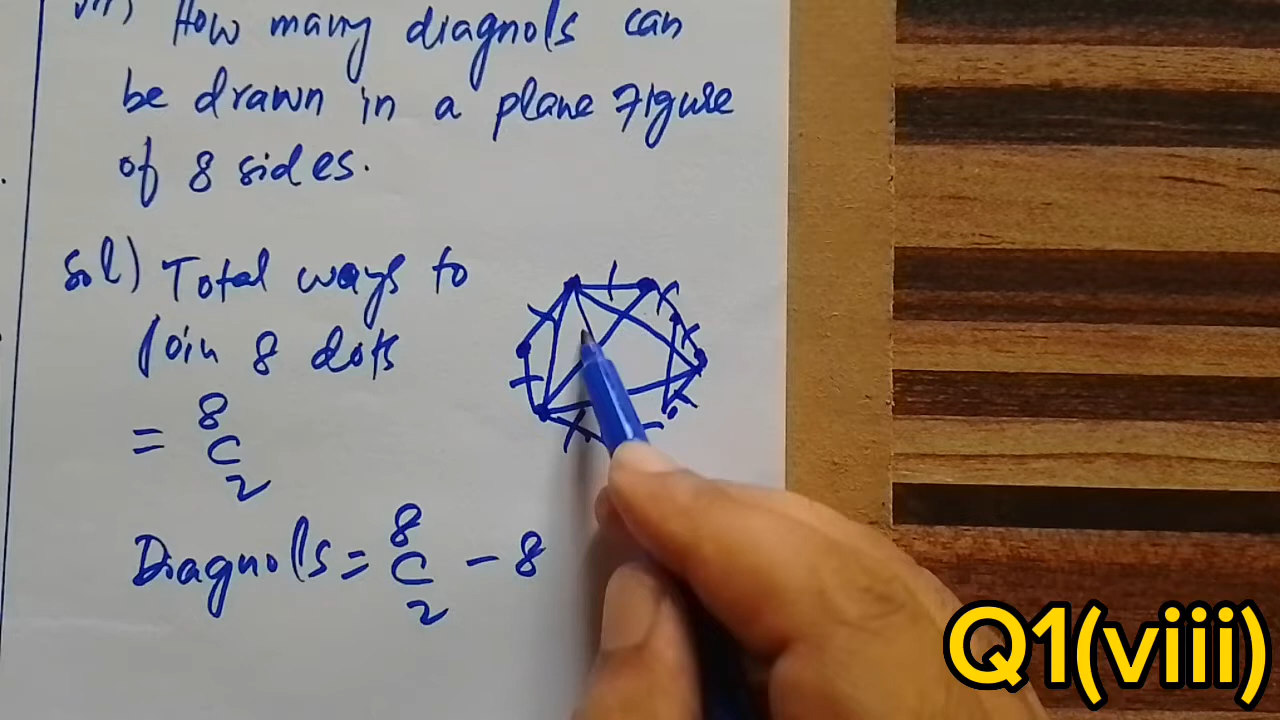 How many diagnols can
be drawn in a plane Figure
of 8 sides.
Sol) Total ways to
Join 8 dots
= ⁸C₂
Diagnols = ⁸C₂ - 8
Q1(viii)